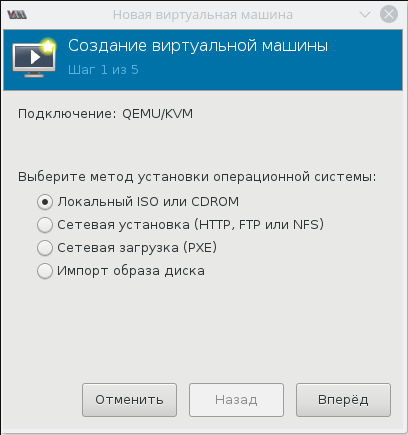 Новая виртуальная машина
Создание виртуальной машины
Шаг 1 из 5
Подключение: QEMU/KVM
Выберите метод установки операционной системы:
Локальный ISO или CDROM
Сетевая установка (HTTP, FTP или NFS)
Сетевая загрузка (PXE)
Импорт образа диска
Отменить
Назад
Вперёд